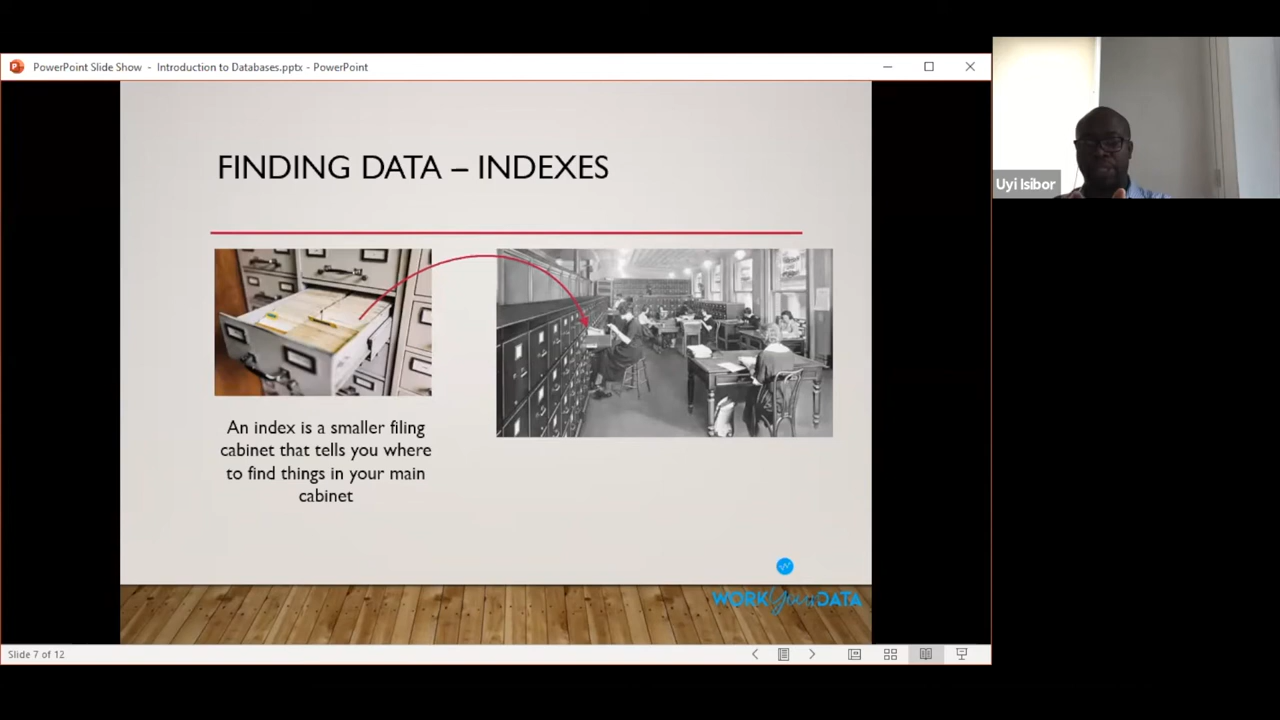 PowerPoint Slide Show - Introduction to Databases.pptx - PowerPoint
FINDING DATA – INDEXES
An index is a smaller filing
cabinet that tells you where
to find things in your main
cabinet
WORK Your DATA
Slide 7 of 12
Uyi Isibor